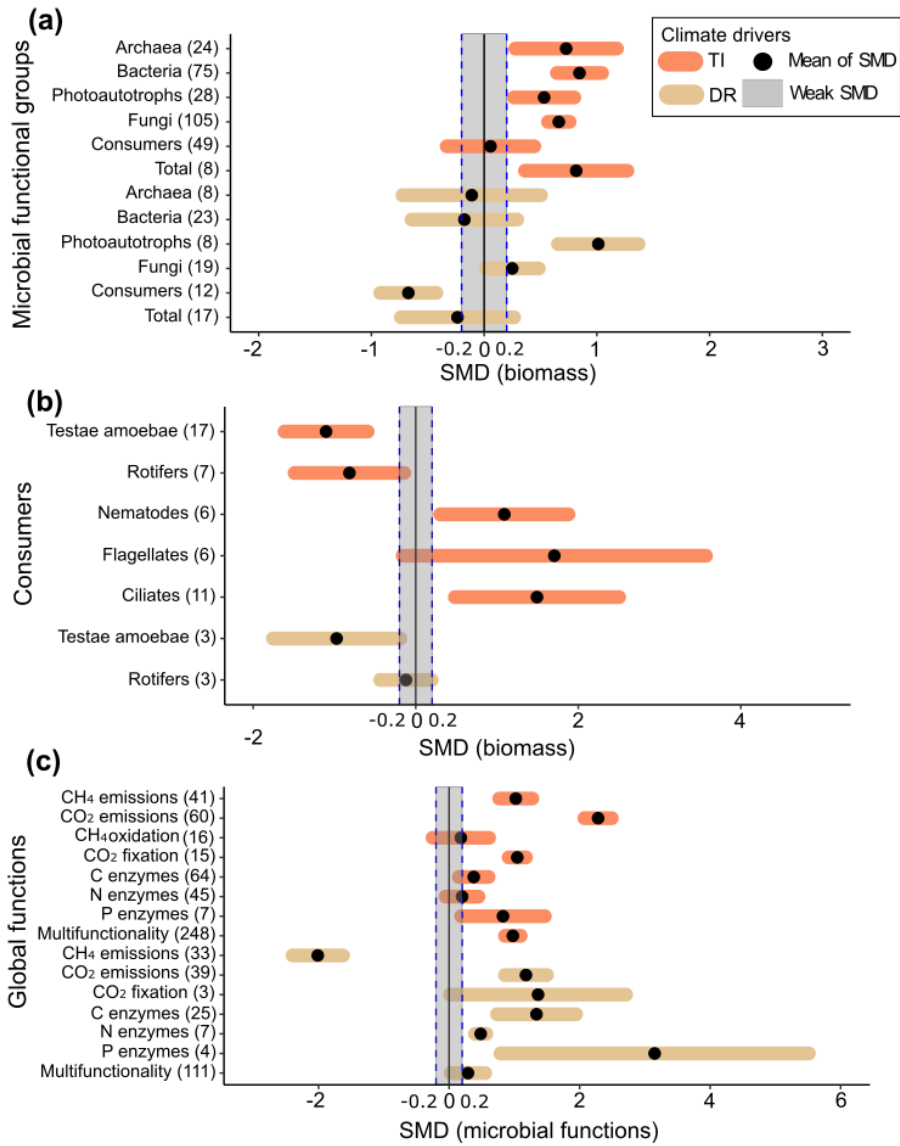 (a)
Microbial functional groups
Archaea (24)
Bacteria (75)
Photoautotrophs (28)
Fungi (105)
Consumers (49)
Total (8)
Archaea (8)
Bacteria (23)
Photoautotrophs (8)
Fungi (19)
Consumers (12)
Total (17)
Climate drivers
TI
Mean of SMD
DR
Weak SMD
-2 -1 -0.2 0 0.2 1 2 3
SMD (biomass)
(b)
Consumers
Testae amoebae (17)
Rotifers (7)
Nematodes (6)
Flagellates (6)
Ciliates (11)
Testae amoebae (3)
Rotifers (3)
-2 -0.2 0 0.2 2 4
SMD (biomass)
(c)
Global functions
CH₄ emissions (41)
CO₂ emissions (60)
CH₄oxidation (16)
CO₂ fixation (15)
C enzymes (64)
N enzymes (45)
P enzymes (7)
Multifunctionality (248)
CH₄ emissions (33)
CO₂ emissions (39)
CO₂ fixation (3)
C enzymes (25)
N enzymes (7)
P enzymes (4)
Multifunctionality (111)
-2 -0.2 0 0.2 2 4 6
SMD (microbial functions)